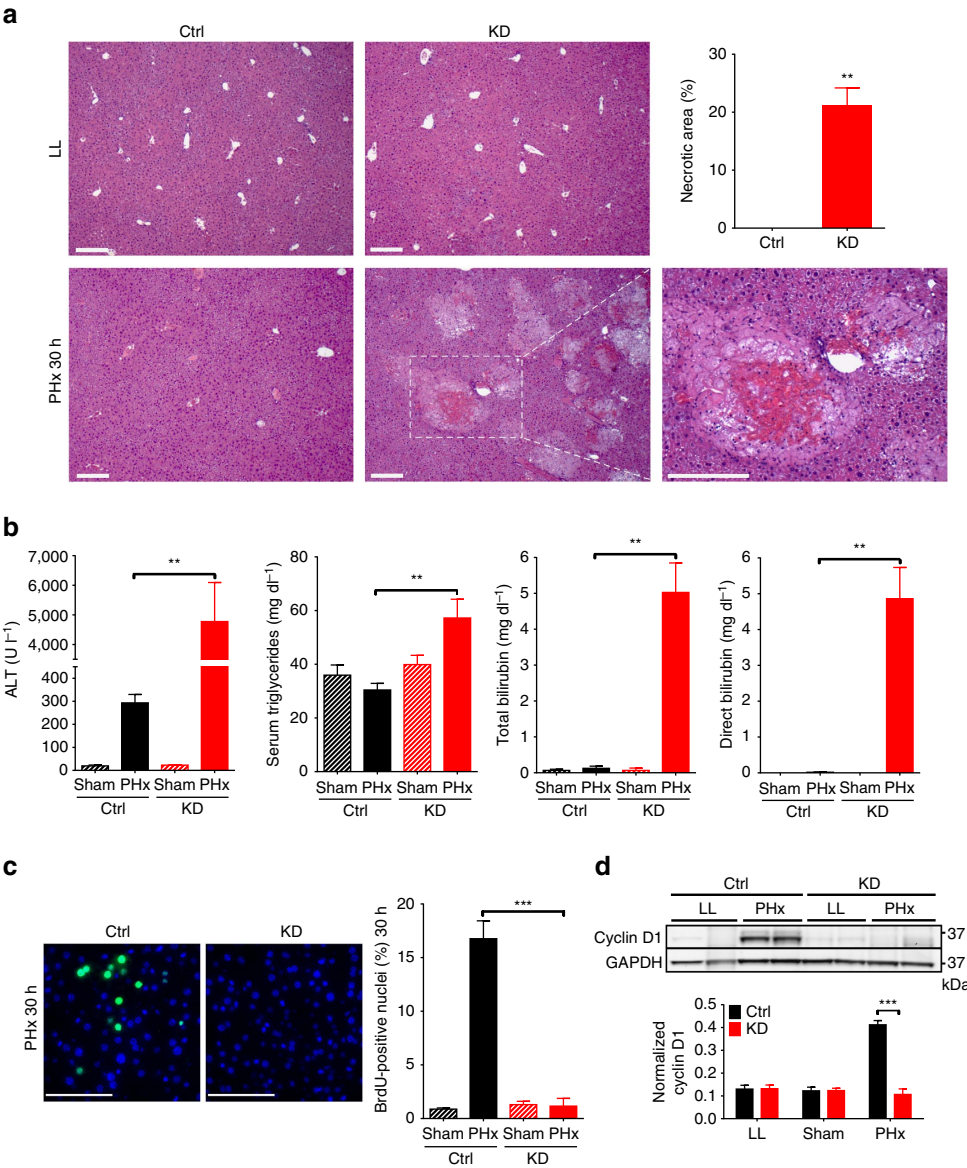 a
Ctrl
KD
LL
PHx 30 h
Necrotic area (%)
30
20
10
0
**
Ctrl
KD
b
ALT (U l⁻¹)
7,000
6,000
5,000
4,000
400
300
200
100
0
**
Sham PHx Sham PHx
Ctrl KD
Serum triglycerides (mg dl⁻¹)
80
60
40
20
0
**
Sham PHx Sham PHx
Ctrl KD
Total bilirubin (mg dl⁻¹)
6
5
4
3
2
1
0
**
Sham PHx Sham PHx
Ctrl KD
Direct bilirubin (mg dl⁻¹)
6
5
4
3
2
1
0
**
Sham PHx Sham PHx
Ctrl KD
c
Ctrl
KD
PHx 30 h
BrdU-positive nuclei (%) 30 h
20
15
10
5
0
***
Sham PHx Sham PHx
Ctrl KD
d
Ctrl KD
LL PHx LL PHx
Cyclin D1
37
GAPDH
37
kDa
Normalized
cyclin D1
0.5
0.4
0.3
0.2
0.1
0.0
Ctrl
KD
***
LL Sham PHx